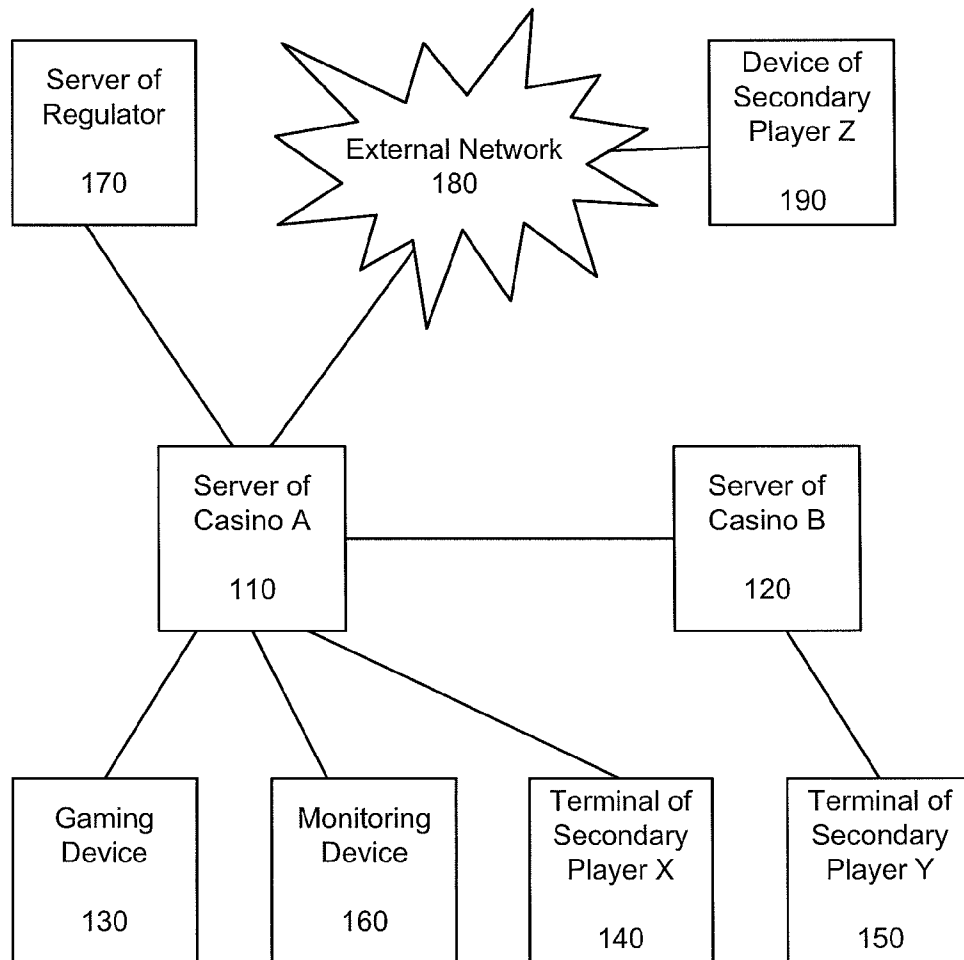 Server of
Regulator
170
External Network
180
Device of
Secondary
Player Z
190
Server of
Casino A
110
Server of
Casino B
120
Gaming
Device
130
Monitoring
Device
160
Terminal of
Secondary
Player X
140
Terminal of
Secondary
Player Y
150